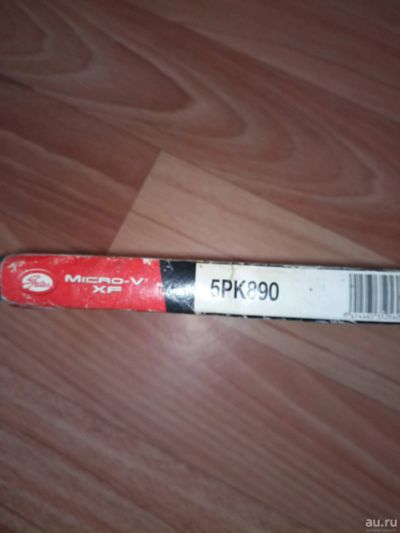 Gates
MICRO-V®
XF
5PK890
au.ru